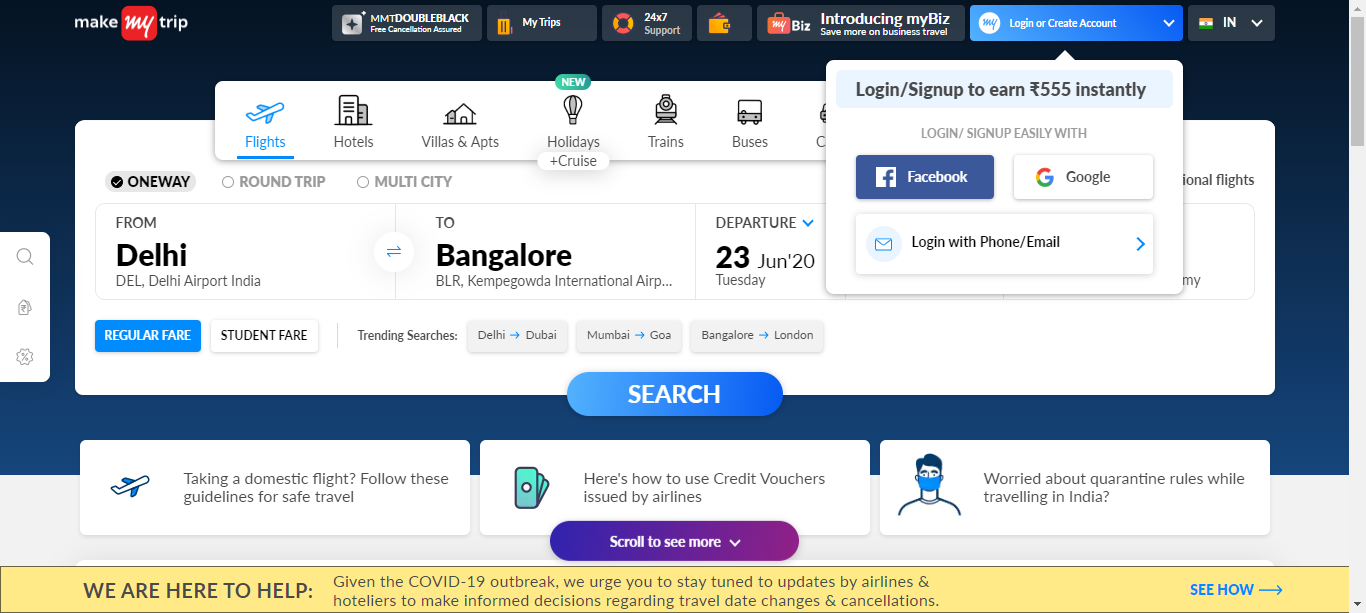 make my trip
MMTDOUBLEBLACK
Free Cancellation Assured
My Trips
24x7
Support
my Biz
Introducing myBiz
Save more on business travel
my Login or Create Account
IN
NEW
Flights
Hotels
Villas & Apts
Holidays
+Cruise
Trains
Buses
C
Login/Signup to earn ₹555 instantly
LOGIN/ SIGNUP EASILY WITH
Facebook
Google
Login with Phone/Email
ONEWAY
ROUND TRIP
MULTI CITY
ional flights
FROM
Delhi
DEL, Delhi Airport India
TO
Bangalore
BLR, Kempegowda International Airp...
DEPARTURE
23 Jun'20
Tuesday
my
REGULAR FARE
STUDENT FARE
Trending Searches:
Delhi → Dubai
Mumbai → Goa
Bangalore → London
SEARCH
Taking a domestic flight? Follow these
guidelines for safe travel
Here's how to use Credit Vouchers
issued by airlines
Worried about quarantine rules while
travelling in India?
Scroll to see more
WE ARE HERE TO HELP:
Given the COVID-19 outbreak, we urge you to stay tuned to updates by airlines &
hoteliers to make informed decisions regarding travel date changes & cancellations.
SEE HOW